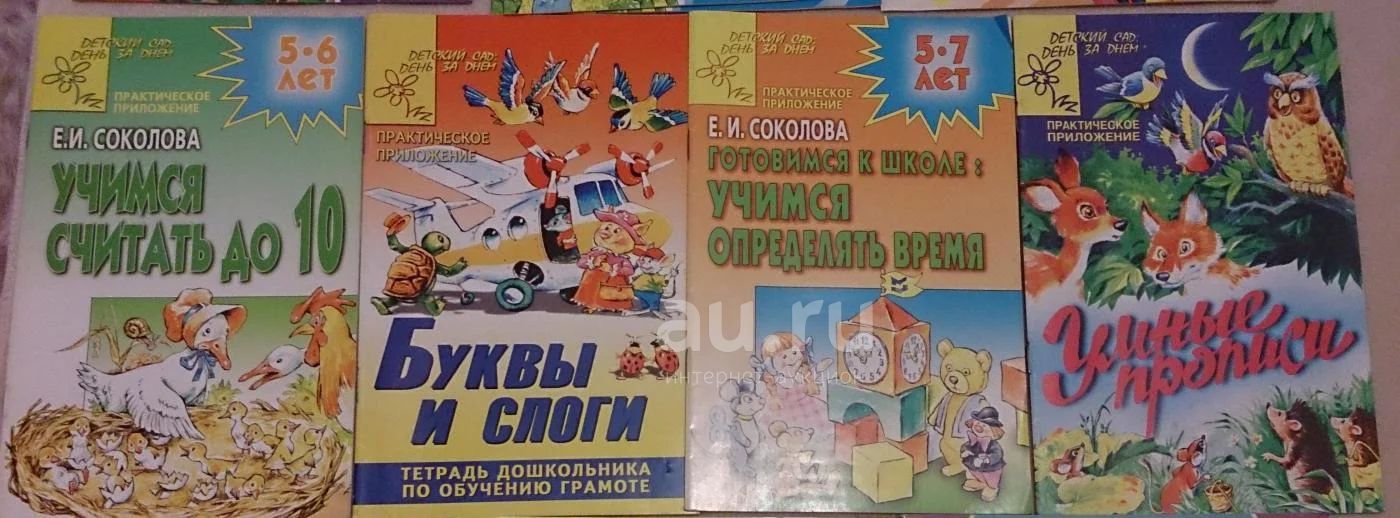 ДЕТСКИЙ САД:
ДЕНЬ ЗА ДНЕМ
5-6
ЛЕТ
ПРАКТИЧЕСКОЕ
ПРИЛОЖЕНИЕ
Е.И. СОКОЛОВА
УЧИМСЯ
СЧИТАТЬ ДО 10
ДЕТСКИЙ САД:
ДЕНЬ ЗА ДНЕМ
ПРАКТИЧЕСКОЕ
ПРИЛОЖЕНИЕ
БУКВЫ
И СЛОГИ
ТЕТРАДЬ ДОШКОЛЬНИКА
ПО ОБУЧЕНИЮ ГРАМОТЕ
ДЕТСКИЙ САД:
ДЕНЬ ЗА ДНЕМ
5-7
ЛЕТ
ПРАКТИЧЕСКОЕ
ПРИЛОЖЕНИЕ
Е. И. СОКОЛОВА
ГОТОВИМСЯ К ШКОЛЕ:
УЧИМСЯ
ОПРЕДЕЛЯТЬ ВРЕМЯ
ДЕТСКИЙ САД:
ДЕНЬ ЗА ДНЕМ
ПРАКТИЧЕСКОЕ
ПРИЛОЖЕНИЕ
Умные
прописи
au.ru
интернет-аукцион